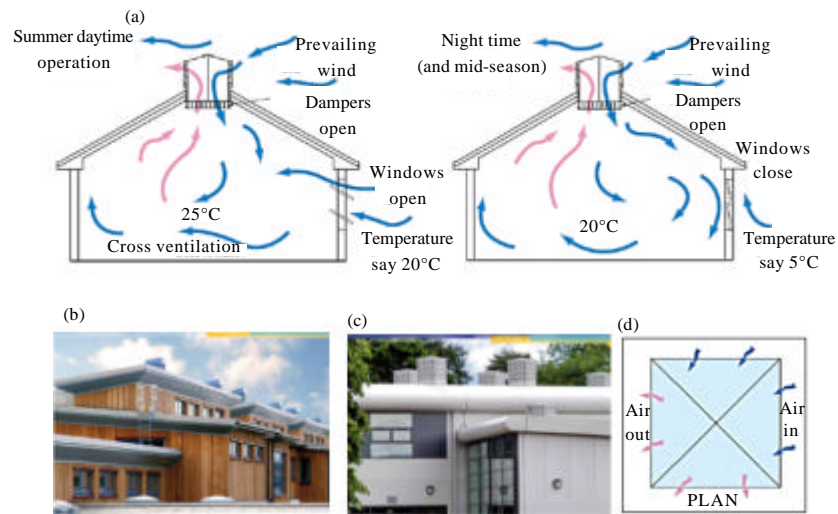 (a)
Summer daytime
operation
Prevailing
wind
Dampers
open
Windows
open
25°C
Cross ventilation
Temperature
say 20°C
Night time
(and mid-season)
Prevailing
wind
Dampers
open
Windows
close
20°C
Temperature
say 5°C
(b)
(c)
(d)
Air
out
Air
in
PLAN